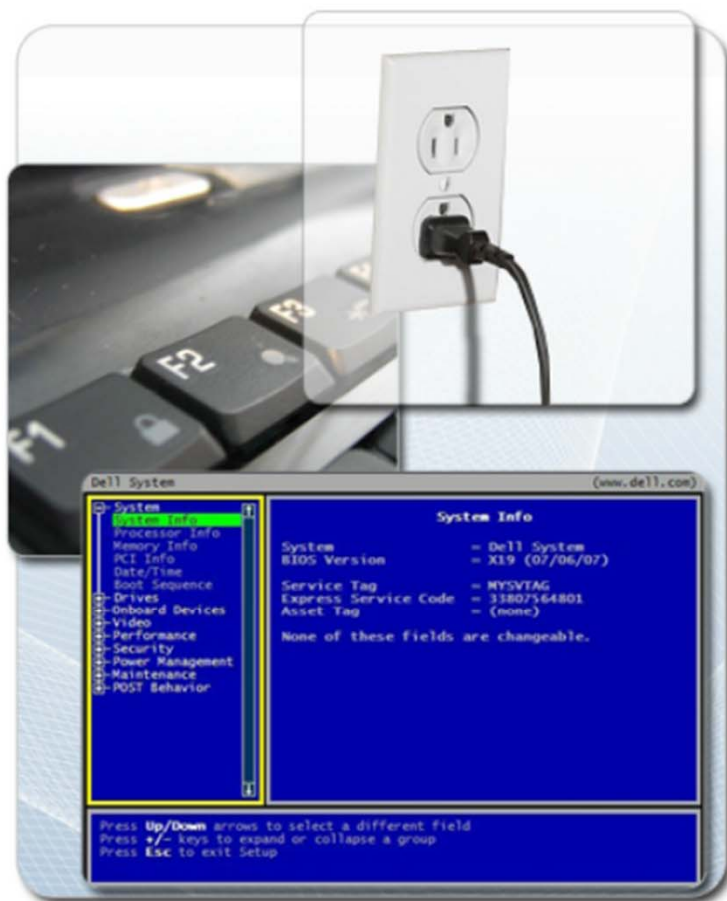 F1
F2
F3
Dell System (www.dell.com)
System
System Info
Processor Info
Memory Info
PCI Info
Date/Time
Boot Sequence
Drives
Onboard Devices
Video
Performance
Security
Power Management
Maintenance
POST Behavior
System Info
System = Dell System
BIOS Version = X19 (07/06/07)
Service Tag = MYSVTAG
Express Service Code = 33807564801
Asset Tag = (none)
None of these fields are changeable.
Press Up/Down arrows to select a different field
Press +/- keys to expand or collapse a group
Press Esc to exit Setup